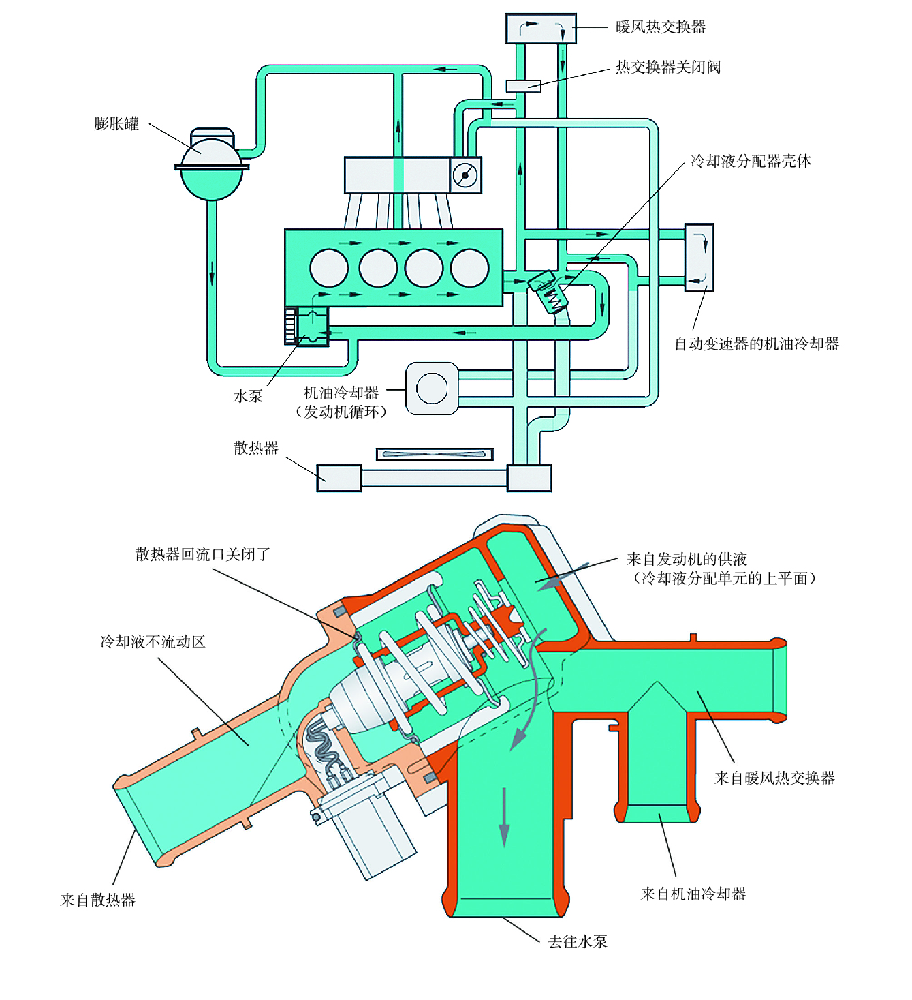 暖风热交换器
热交换器关闭阀
膨胀罐
冷却液分配器壳体
自动变速器的机油冷却器
水泵
机油冷却器
（发动机循环）
散热器
散热器回流口关闭了
来自发动机的供液
（冷却液分配单元的上平面）
冷却液不流动区
来自暖风热交换器
来自散热器
来自机油冷却器
去往水泵